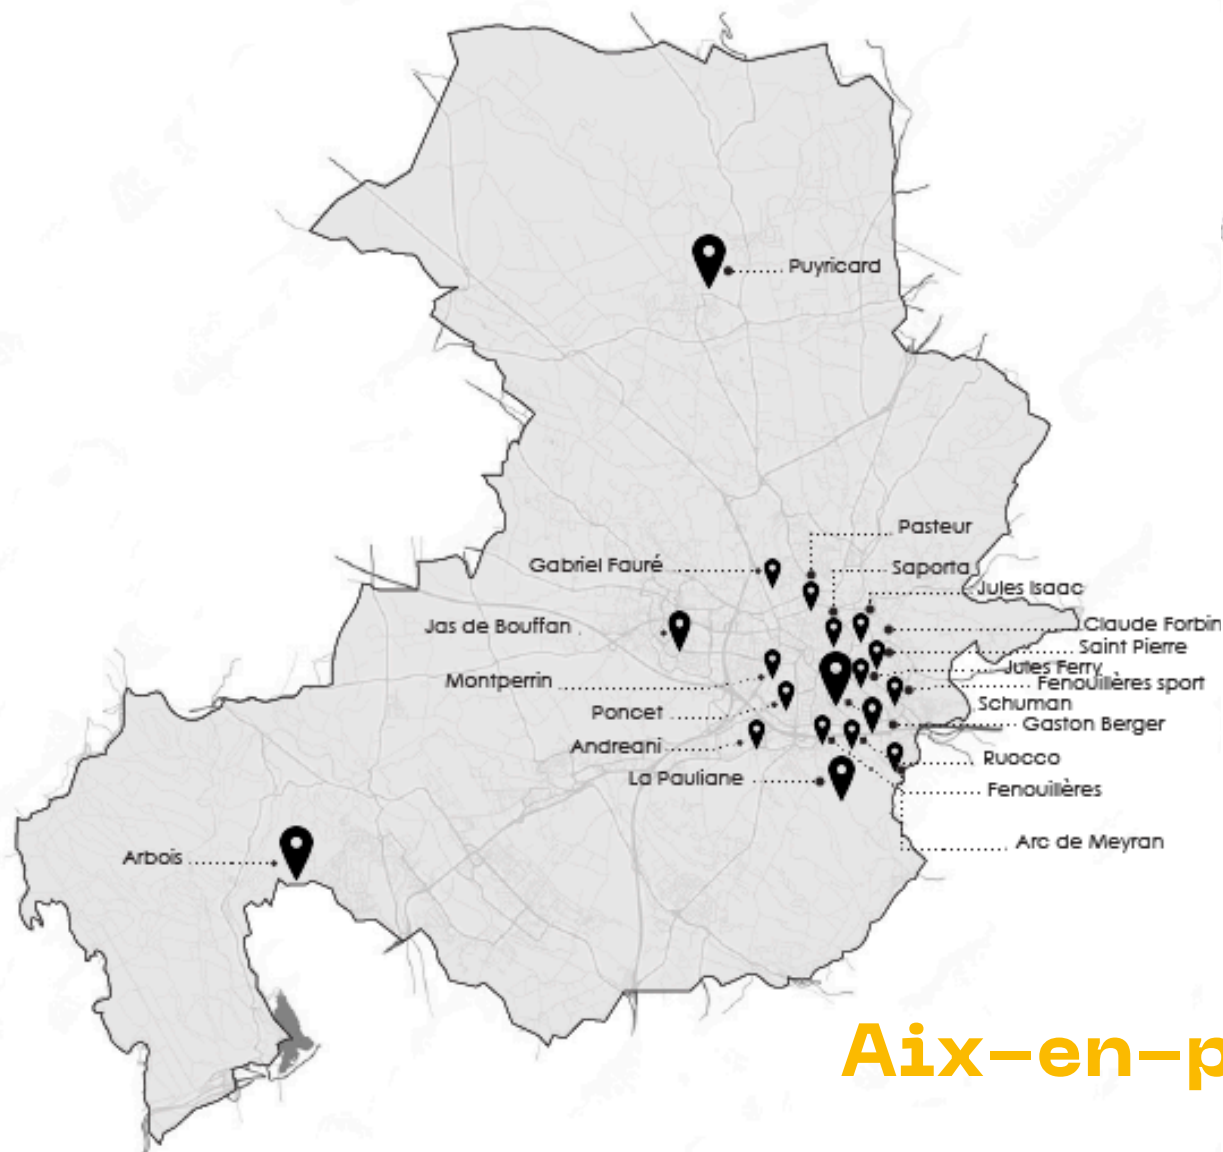 Puyricard
Pasteur
Gabriel Fauré
Saporta
Jules Isaac
Jas de Bouffan
Claude Forbin
Saint Pierre
Jules Ferry
Montperrin
Fenouillères sport
Schuman
Poncet
Gaston Berger
Andreani
Ruocco
La Pauliane
Fenouillères
Arc de Meyran
Arbois
Aix-en-p